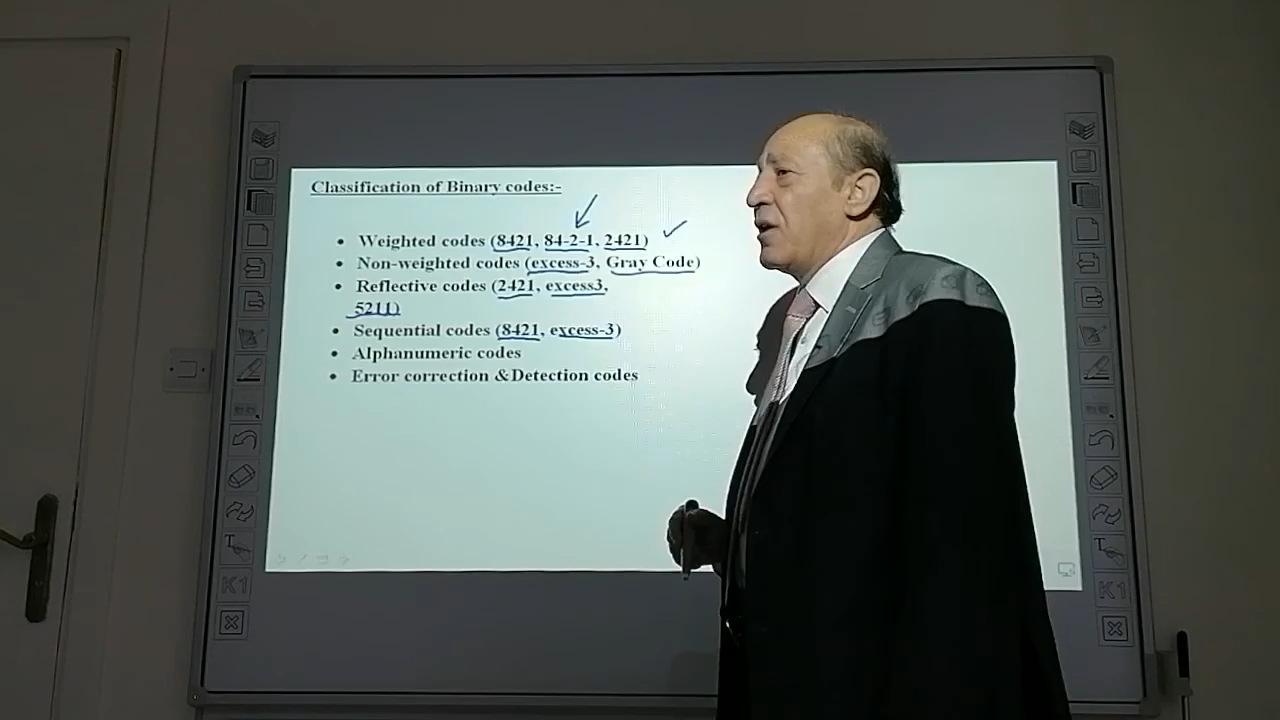 Classification of Binary codes:-
• Weighted codes (8421, 84-2-1, 2421)
• Non-weighted codes (excess-3, Gray Code)
• Reflective codes (2421, excess3,
5211)
• Sequential codes (8421, excess-3)
• Alphanumeric codes
• Error correction &Detection codes
T
K1
T
K1